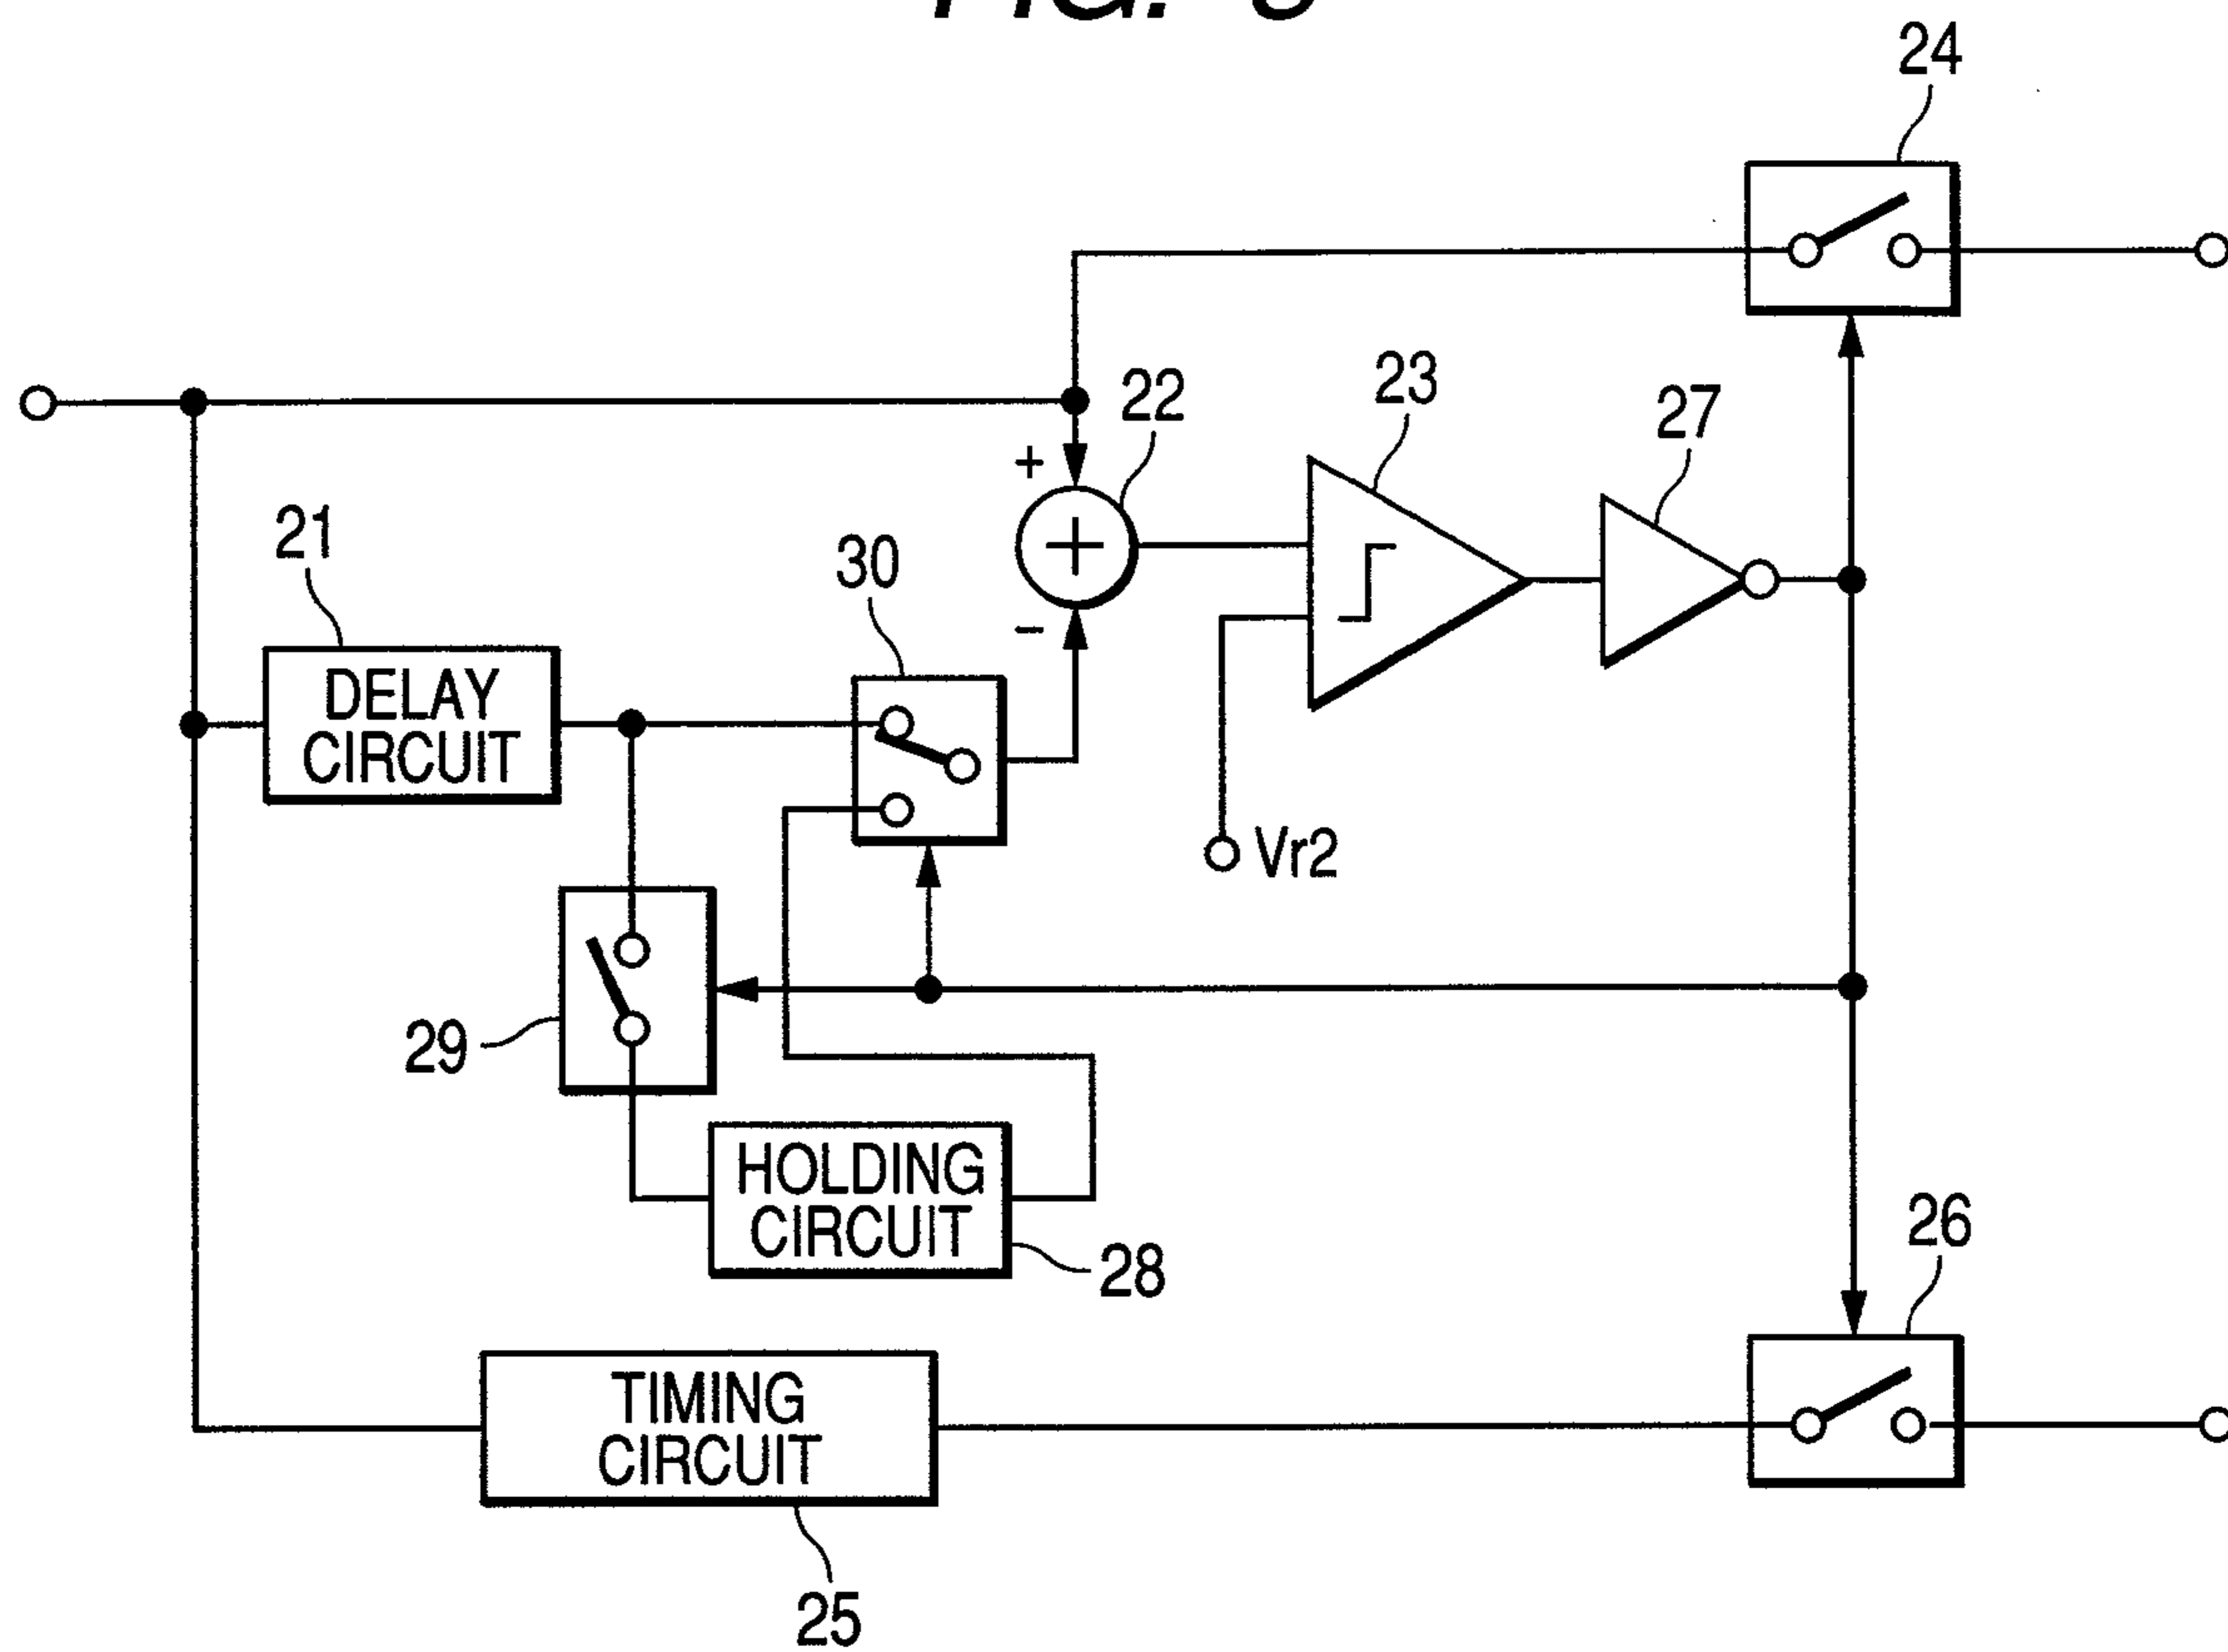 24
23
22
27
+
21
30
-
DELAY
CIRCUIT
Vr2
29
HOLDING
CIRCUIT
28
26
TIMING
CIRCUIT
25